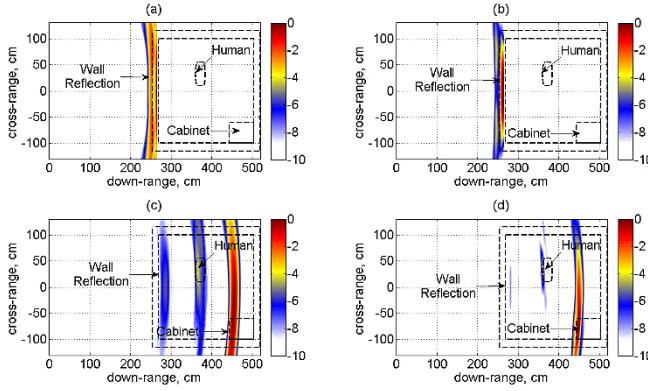 (a)
100
50
0
-50
-100
cross-range, cm
Wall
Reflection
Human
Cabinet
0 100 200 300 400 500
down-range, cm
0
-2
-4
-6
-8
-10
(b)
100
50
0
-50
-100
cross-range, cm
Wall
Reflection
Human
Cabinet
0 100 200 300 400 500
down-range, cm
0
-2
-4
-6
-8
-10
(c)
100
50
0
-50
-100
cross-range, cm
Wall
Reflection
Human
Cabinet
0 100 200 300 400 500
down-range, cm
0
-2
-4
-6
-8
-10
(d)
100
50
0
-50
-100
cross-range, cm
Wall
Reflection
Human
Cabinet
0 100 200 300 400 500
down-range, cm
0
-2
-4
-6
-8
-10